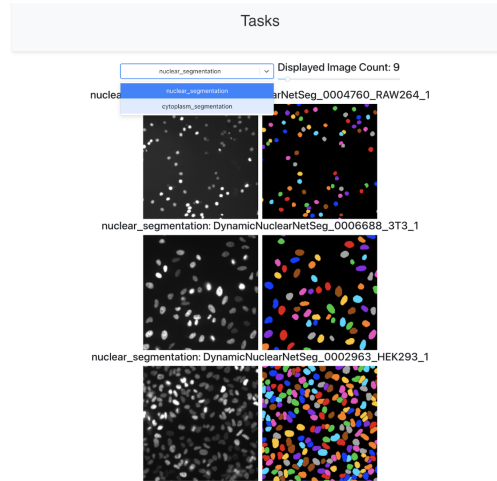 Tasks
nuclear_segmentation
Displayed Image Count: 9
nuclear_segmentation
cytoplasm_segmentation
nuclea
arNetSeg_0004760_RAW264_1
nuclear_segmentation: DynamicNuclearNetSeg_0006688_3T3_1
nuclear_segmentation: DynamicNuclearNetSeg_0002963_HEK293_1